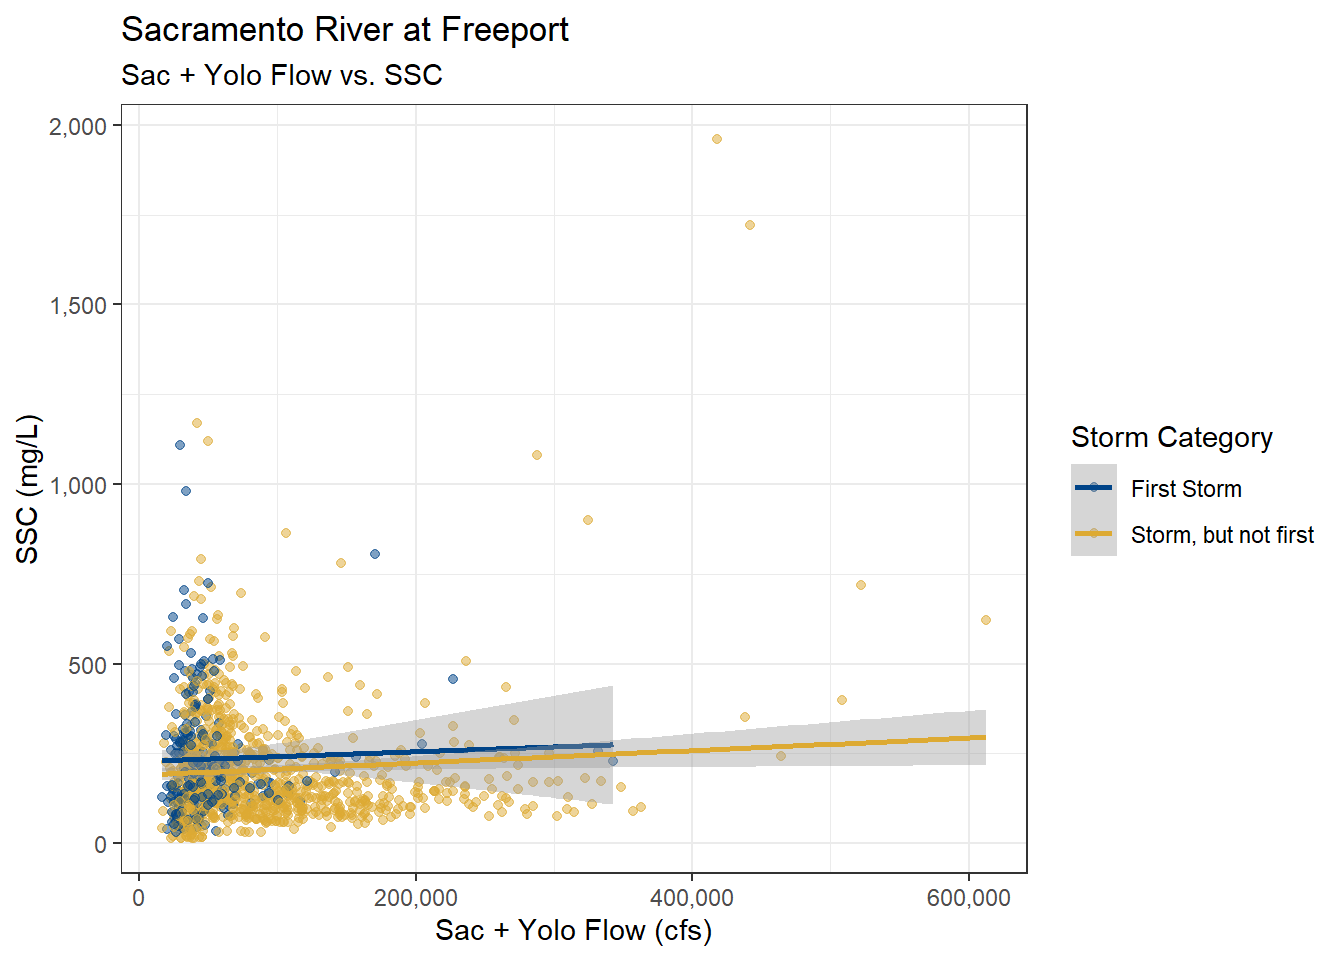 Sacramento River at Freeport
Sac + Yolo Flow vs. SSC
2,000
1,500
1,000
500
0
SSC (mg/L)
0
200,000
400,000
600,000
Sac + Yolo Flow (cfs)
Storm Category
First Storm
Storm, but not first